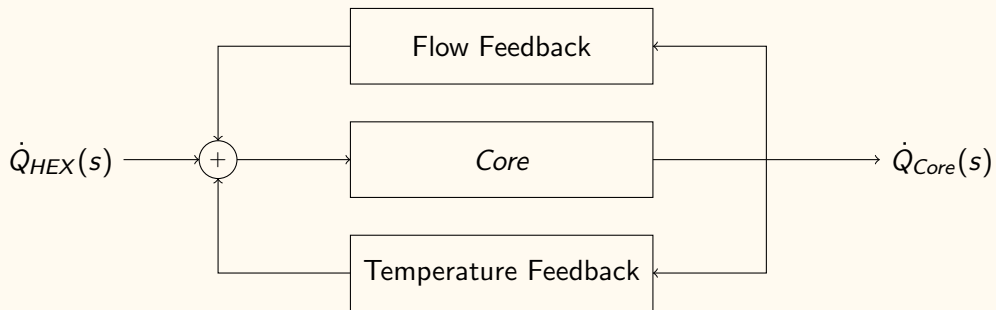 Flow Feedback
Q̇_HEX(s)
+
Core
Q̇_Core(s)
Temperature Feedback